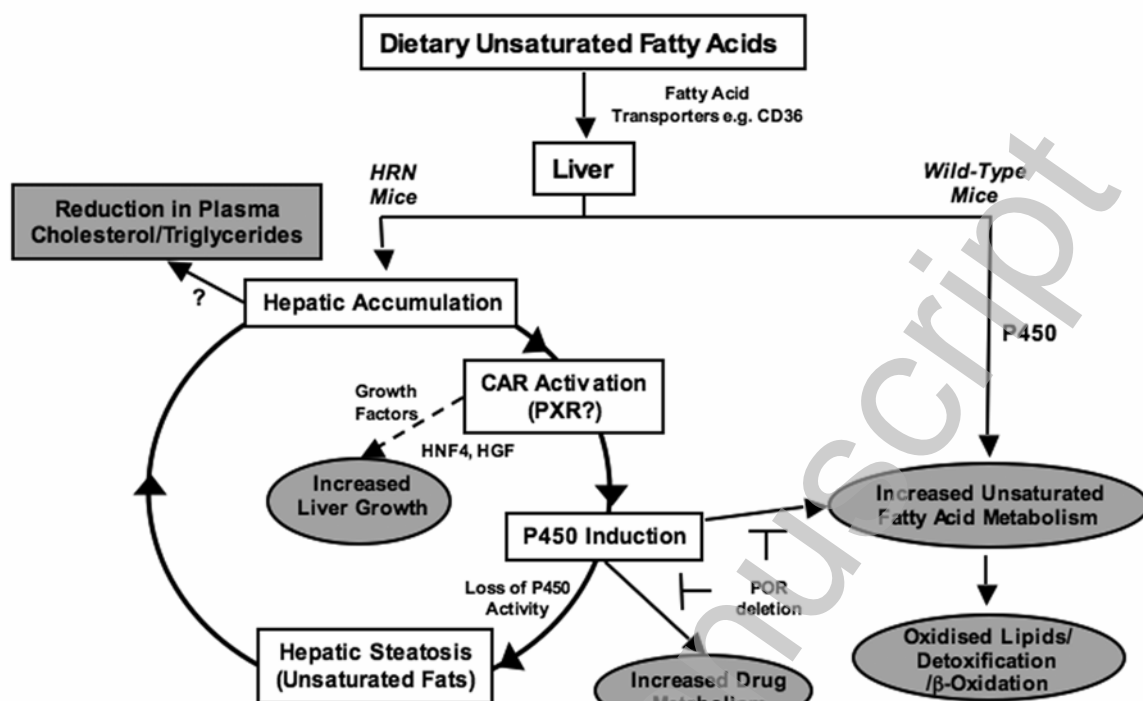 Dietary Unsaturated Fatty Acids
Fatty Acid
Transporters e.g. CD36
Liver
HRN
Mice
Wild-Type
Mice
Reduction in Plasma
Cholesterol/Triglycerides
?
Hepatic Accumulation
P450
CAR Activation
(PXR?)
Growth
Factors
HNF4, HGF
Increased
Liver Growth
Increased Unsaturated
Fatty Acid Metabolism
P450 Induction
Loss of P450
Activity
POR
deletion
Hepatic Steatosis
(Unsaturated Fats)
Increased Drug
Metabolism
Oxidised Lipids/
Detoxification
/β-Oxidation
nuscript